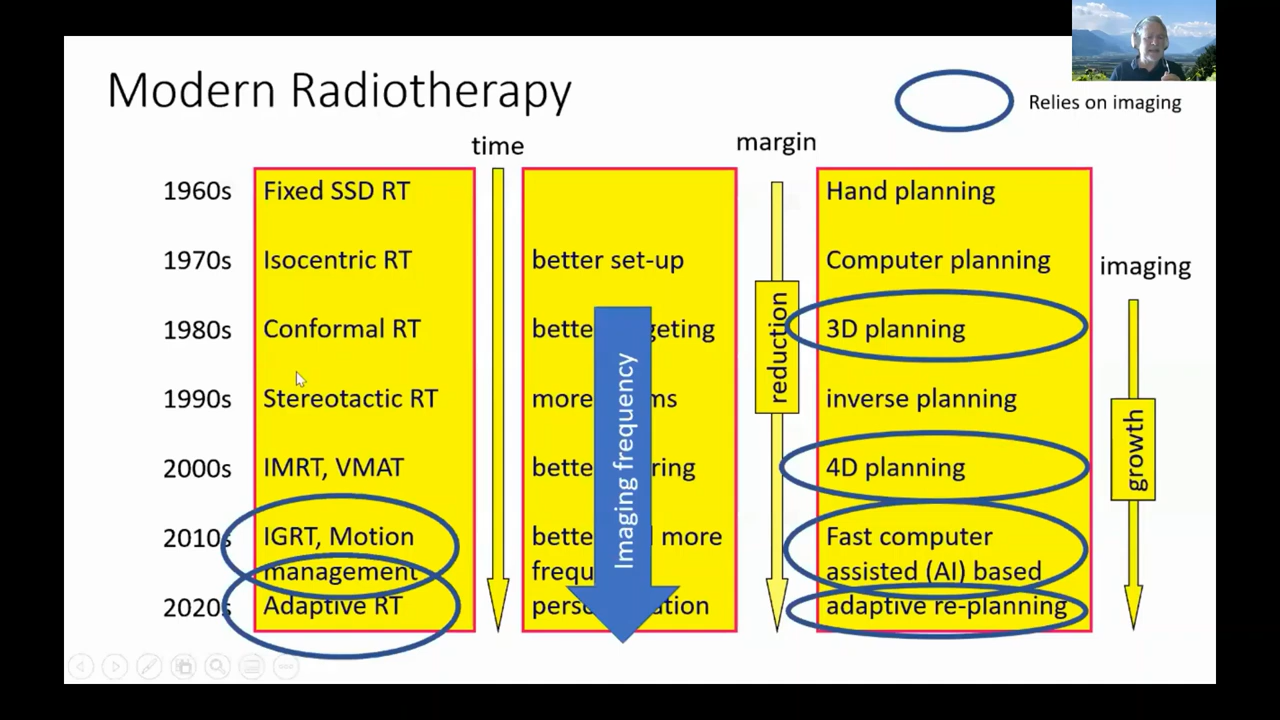 Modern Radiotherapy
Relies on imaging
time
margin
1960s Fixed SSD RT Hand planning
1970s Isocentric RT better set-up Computer planning
imaging
1980s Conformal RT 3D planning
reduction
1990s Stereotactic RT inverse planning
Imaging frequency
growth
2000s IMRT, VMAT 4D planning
2010s IGRT, Motion more Fast computer
management assisted (AI) based
2020s Adaptive RT adaptive re-planning